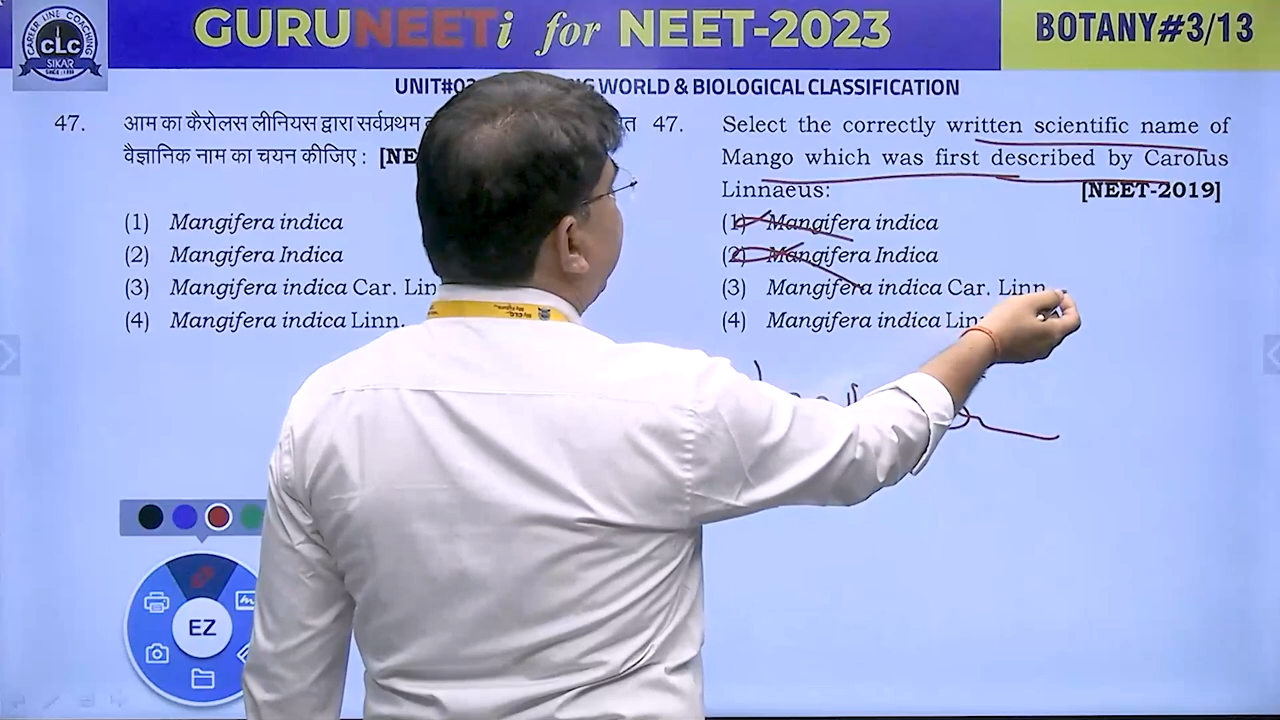 CAREER LINE COACHING
CLC
SIKAR
SINCE : 1996
GURUNEETi for NEET-2023
BOTANY#3/13
WORLD & BIOLOGICAL CLASSIFICATION
47. आम का कैरोलस लीनियस द्वारा सर्वप्रथम
वैज्ञानिक नाम का चयन कीजिए :
(1) Mangifera indica
(2) Mangifera Indica
(3) Mangifera indica Car.
(4) Mangifera indica Linn.
47. Select the correctly written scientific name of
Mango which was first described by Carolus
Linnaeus: [NEET-2019]
(1) Mangifera indica
(2) Mangifera Indica
(3) Mangifera indica Car. Linn
(4) Mangifera indica
EZ